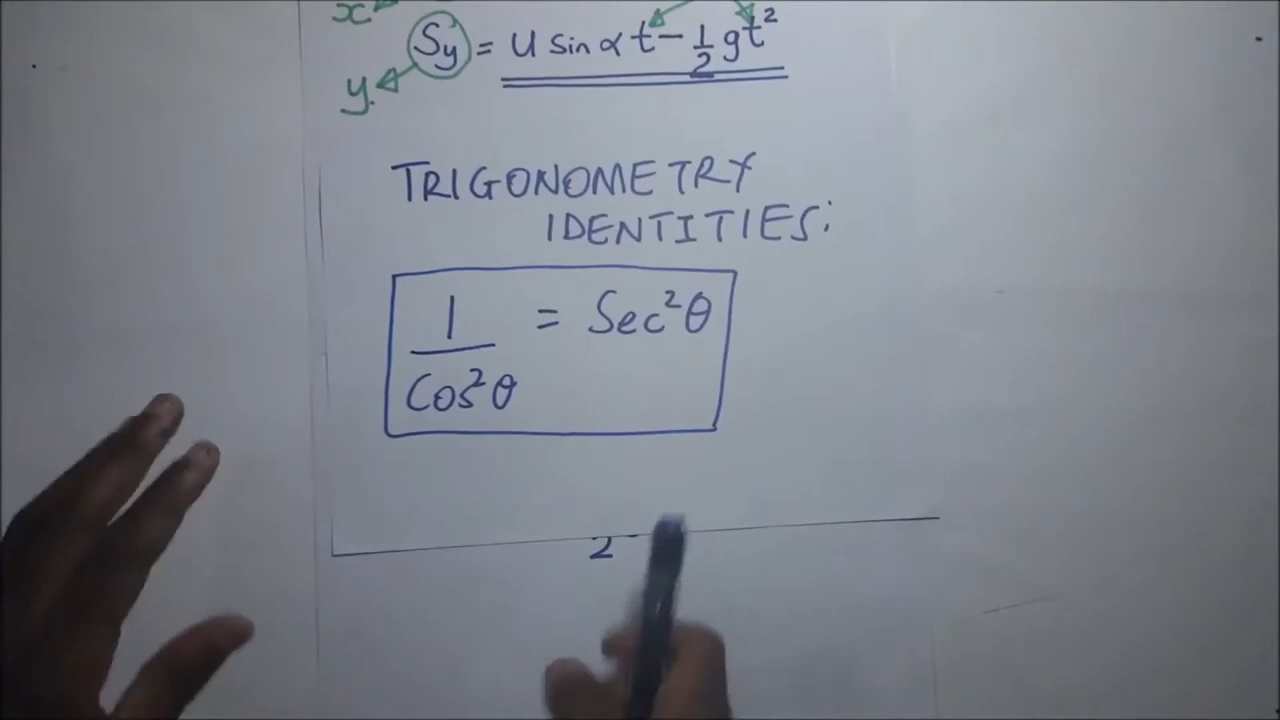 x
Sy = u sin α t - 1/2 gt²
y.
TRIGONOMETRY
IDENTITIES:
1/Cos²θ = Sec²θ
2